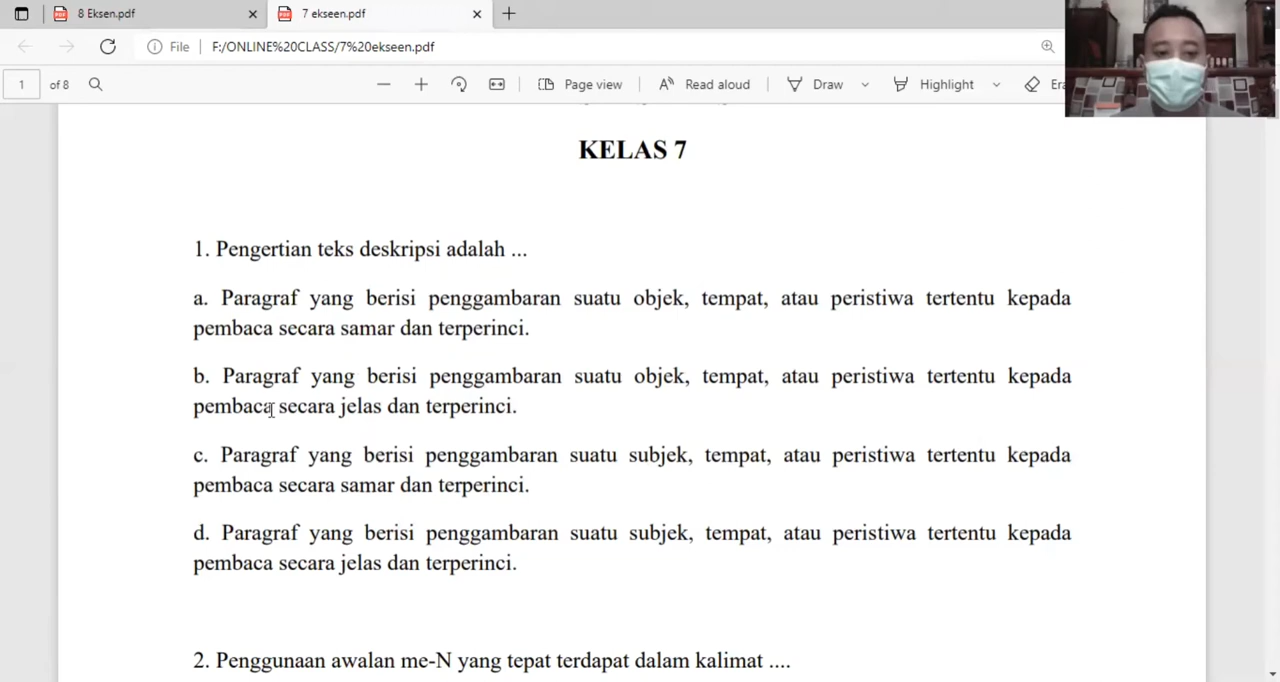 8 Eksen.pdf
7 ekseen.pdf
File F:/ONLINE%20CLASS/7%20ekseen.pdf
1 of 8 Page view Read aloud Draw Highlight
KELAS 7
1. Pengertian teks deskripsi adalah ...
a. Paragraf yang berisi penggambaran suatu objek, tempat, atau peristiwa tertentu kepada
pembaca secara samar dan terperinci.
b. Paragraf yang berisi penggambaran suatu objek, tempat, atau peristiwa tertentu kepada
pembaca secara jelas dan terperinci.
c. Paragraf yang berisi penggambaran suatu subjek, tempat, atau peristiwa tertentu kepada
pembaca secara samar dan terperinci.
d. Paragraf yang berisi penggambaran suatu subjek, tempat, atau peristiwa tertentu kepada
pembaca secara jelas dan terperinci.
2. Penggunaan awalan me-N yang tepat terdapat dalam kalimat ....